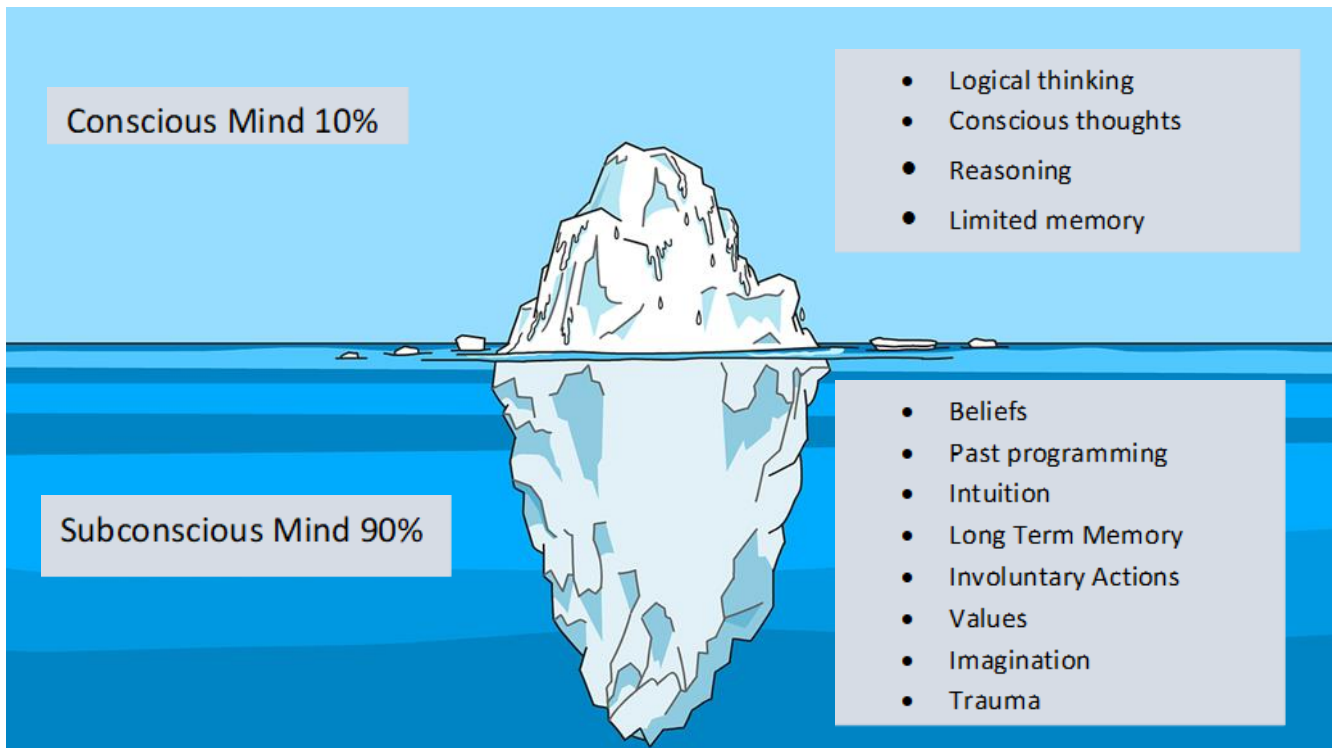 Conscious Mind 10%
• Logical thinking
• Conscious thoughts
• Reasoning
• Limited memory
Subconscious Mind 90%
• Beliefs
• Past programming
• Intuition
• Long Term Memory
• Involuntary Actions
• Values
• Imagination
• Trauma